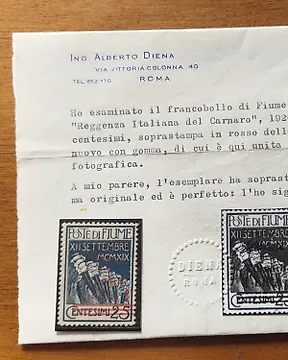 ING ALBERTO DIENA
VIA VITTORIA COLONNA 40
TEL 652.170
ROMA
Ho esaminato il francobollo di Fiume
"Reggenza Italiana del Carnaro", 192
centesimi, soprastampa in rosso delle
nuovo con gomma, di cui è qui unita
fotografica.
A mio parere, l'esemplare ha soprast
ma originale ed è perfetto: l'ho sig
POSTE DI FIUME
XII SETTEMBRE
MCMXIX
CENTESIMI 25
DIENA
ROMA
POSTE DI FIUME
XII SETTEMBRE
MCMXIX
CENTESIMI